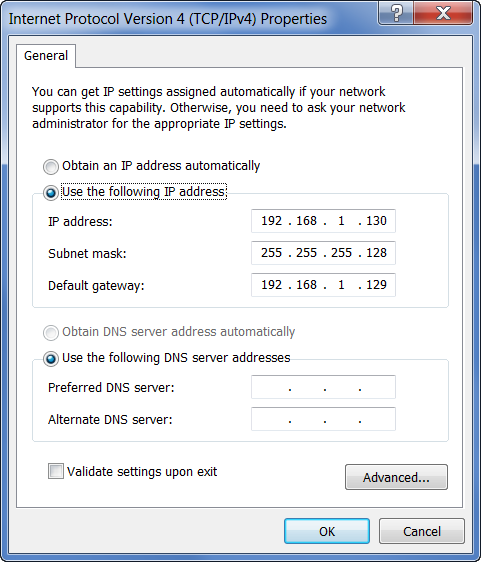 Internet Protocol Version 4 (TCP/IPv4) Properties
General
You can get IP settings assigned automatically if your network
supports this capability. Otherwise, you need to ask your network
administrator for the appropriate IP settings.
Obtain an IP address automatically
Use the following IP address
IP address: 192 . 168 . 1 . 130
Subnet mask: 255 . 255 . 255 . 128
Default gateway: 192 . 168 . 1 . 129
Obtain DNS server address automatically
Use the following DNS server addresses
Preferred DNS server: . . .
Alternate DNS server: . . .
Validate settings upon exit
Advanced...
OK Cancel